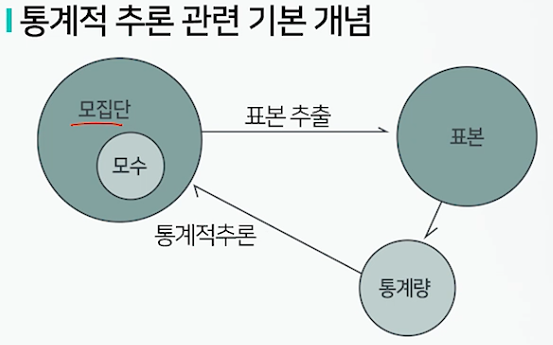 통계적 추론 관련 기본 개념
모집단
표본 추출
표본
모수
통계적추론
통계량